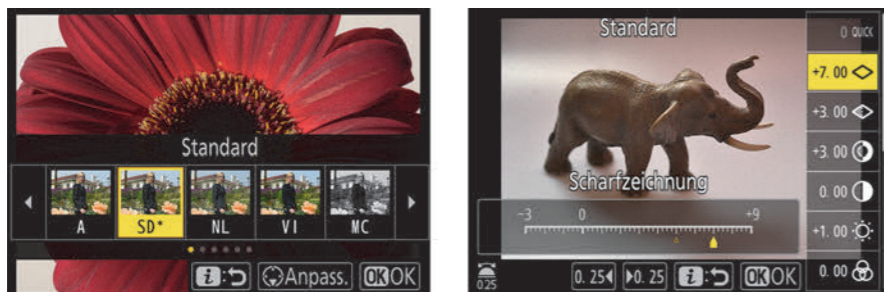 Standard
A SD* NL VI MC
i: Anpass. OK OK
Standard
0 QUICK
+7. 00
+3. 00
+3. 00
0. 00
+1. 00
0. 00
Scharfzeichnung
-3 0 +9
0.25 0. 25 0. 25 i: OK OK